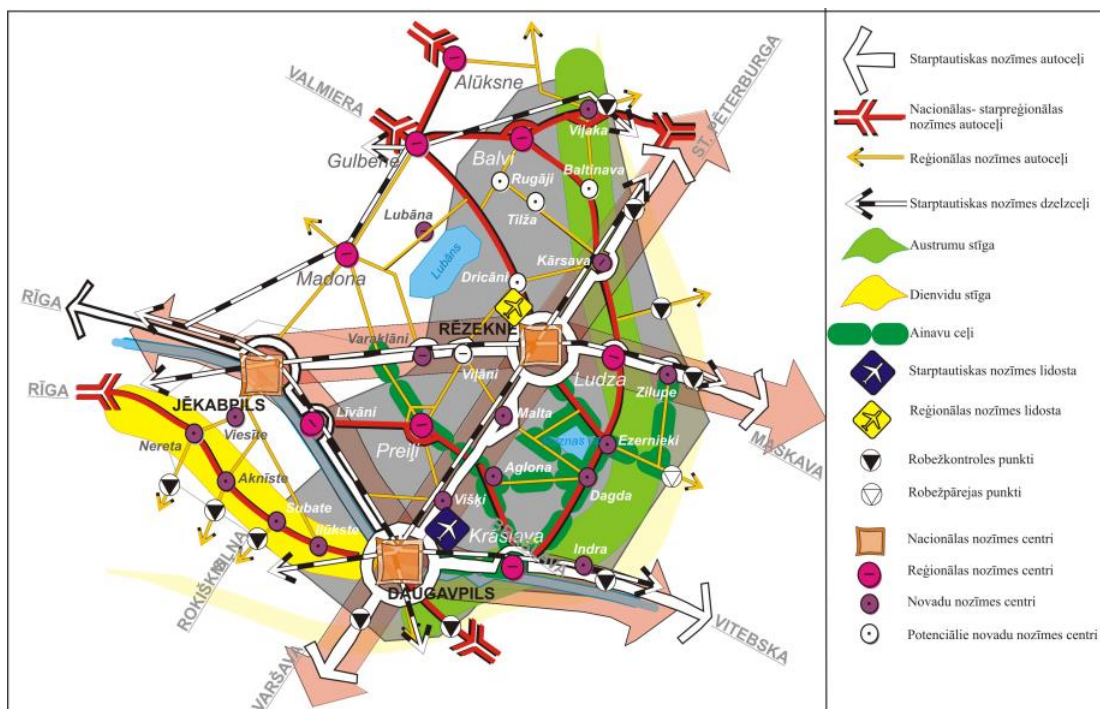 VALMIERA
Alūksne
ST. PĒTERBURGA
Gulbene
Balvi
Viļaka
Rugāji
Baltinava
Lubāna
Tilža
Lubāns
Madona
Dricāni
Kārsava
RĪGA
RĒZEKNE
Varakļāni
Viļāni
Ludza
Zilupe
RĪGA
JĒKABPILS
Līvāni
Malta
MASKAVA
Nereta
Viesīte
Preiļi
Ezernieki
Aknīste
Aglona
Dagda
Subate
Višķi
Ilūkste
Krāslava
Indra
ROKIŠĶI
DAUGAVPILS
VITEBSKA
VARŠAVA
Starptautiskas nozīmes autoceļi
Nacionālas- starpreģionālas
nozīmes autoceļi
Reģionālas nozīmes autoceļi
Starptautiskas nozīmes dzelzceļi
Austrumu stīga
Dienvidu stīga
Ainavu ceļi
Starptautiskas nozīmes lidosta
Reģionālas nozīmes lidosta
Robežkontroles punkti
Robežpārejas punkti
Nacionālas nozīmes centri
Reģionālas nozīmes centri
Novadu nozīmes centri
Potenciālie novadu nozīmes centri